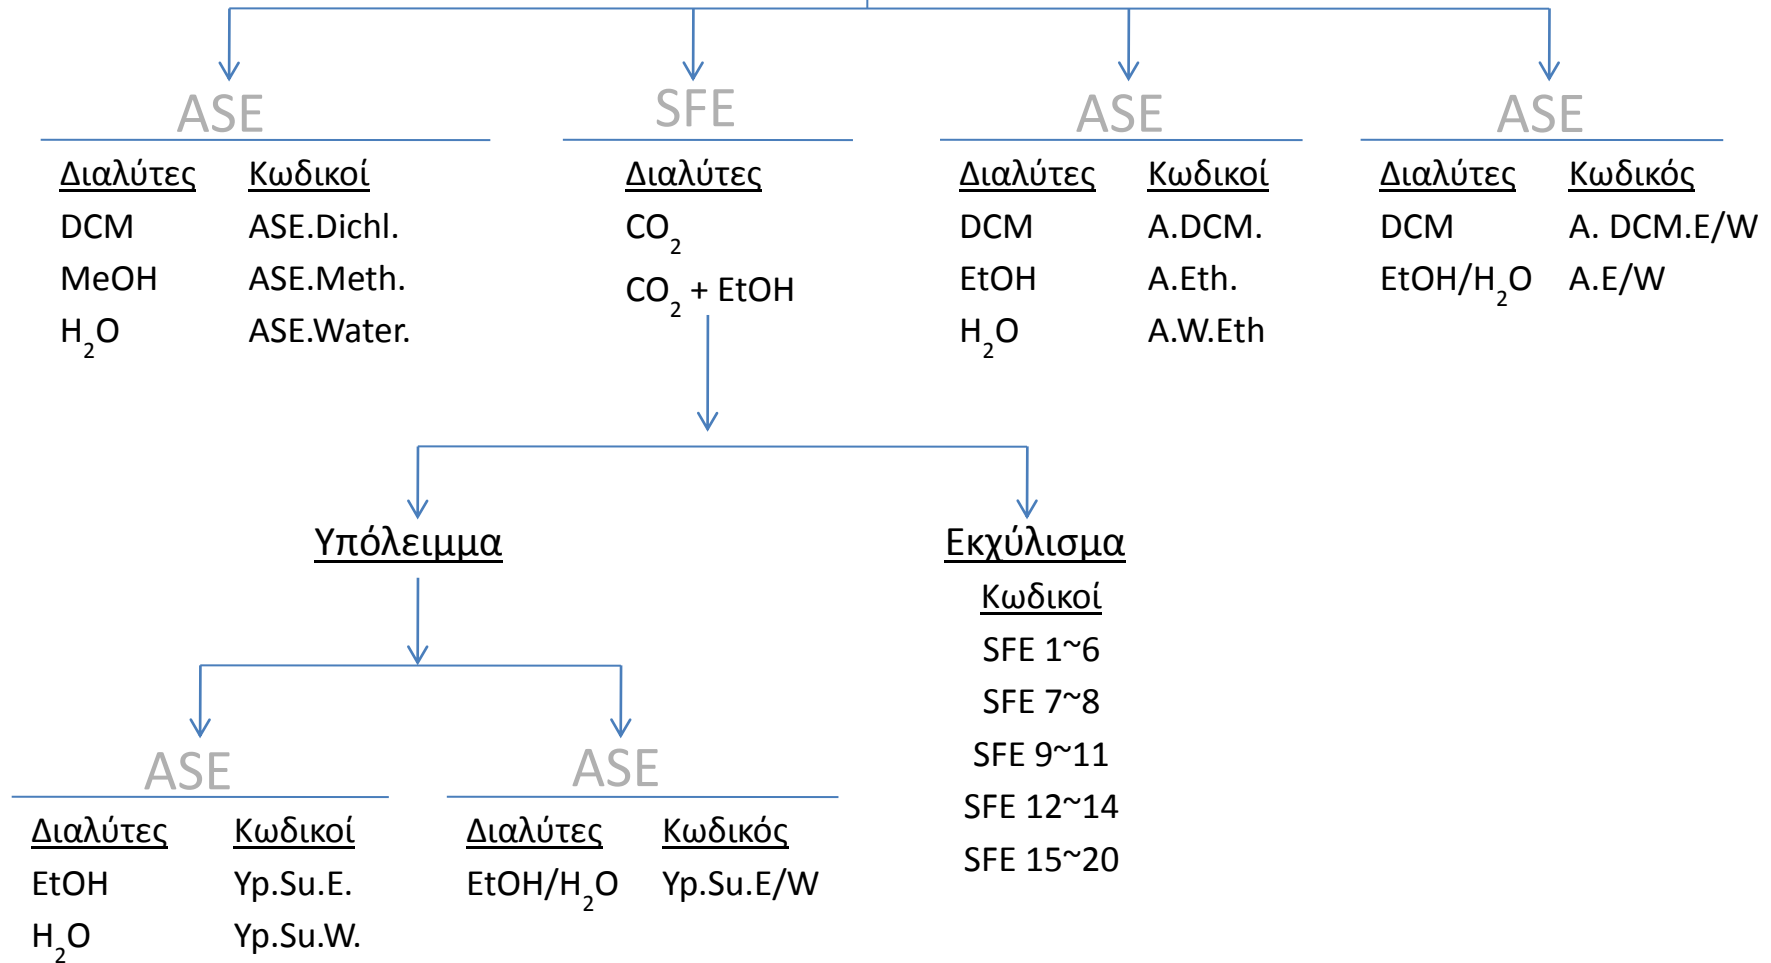 ASE
Διαλύτες Κωδικοί
DCM ASE.Dichl.
MeOH ASE.Meth.
H₂O ASE.Water.
SFE
Διαλύτες
CO₂
CO₂ + EtOH
ASE
Διαλύτες Κωδικοί
DCM A.DCM.
EtOH A.Eth.
H₂O A.W.Eth
ASE
Διαλύτες Κωδικός
DCM A. DCM.E/W
EtOH/H₂O A.E/W
Υπόλειμμα
Εκχύλισμα
Κωδικοί
SFE 1~6
SFE 7~8
SFE 9~11
SFE 12~14
SFE 15~20
ASE
Διαλύτες Κωδικοί
EtOH Yp.Su.E.
H₂O Yp.Su.W.
ASE
Διαλύτες Κωδικός
EtOH/H₂O Yp.Su.E/W